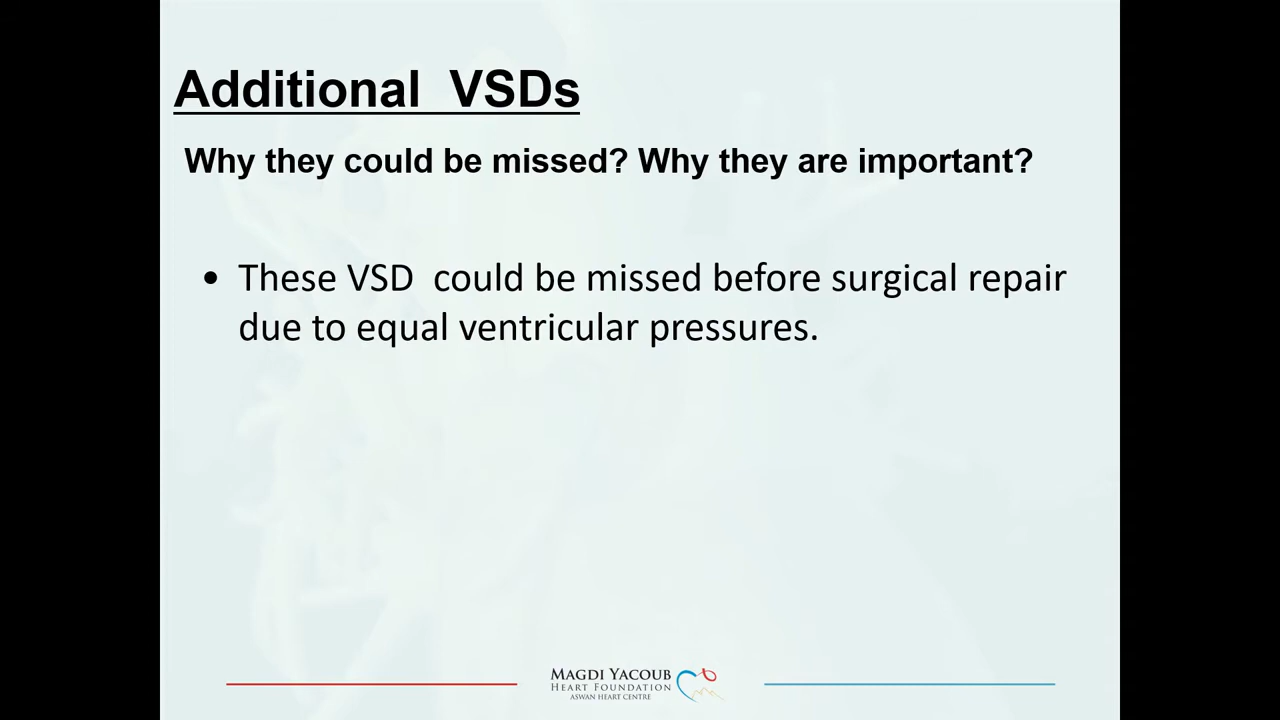 Additional VSDs
Why they could be missed? Why they are important?
• These VSD could be missed before surgical repair
due to equal ventricular pressures.
MAGDI YACOUB
HEART FOUNDATION
ASWAN HEART CENTRE